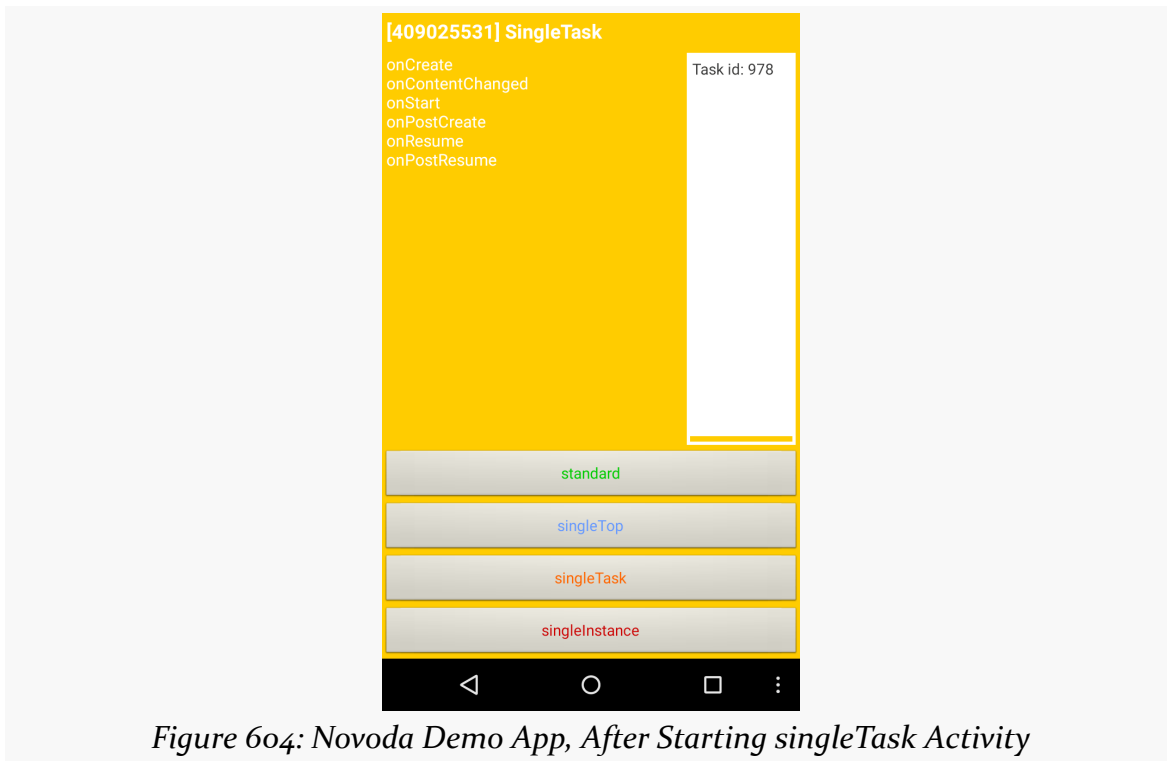 [409025531] SingleTask
onCreate
onContentChanged
onStart
onPostCreate
onResume
onPostResume
Task id: 978
standard
singleTop
singleTask
singleInstance
Figure 604: Novoda Demo App, After Starting singleTask Activity